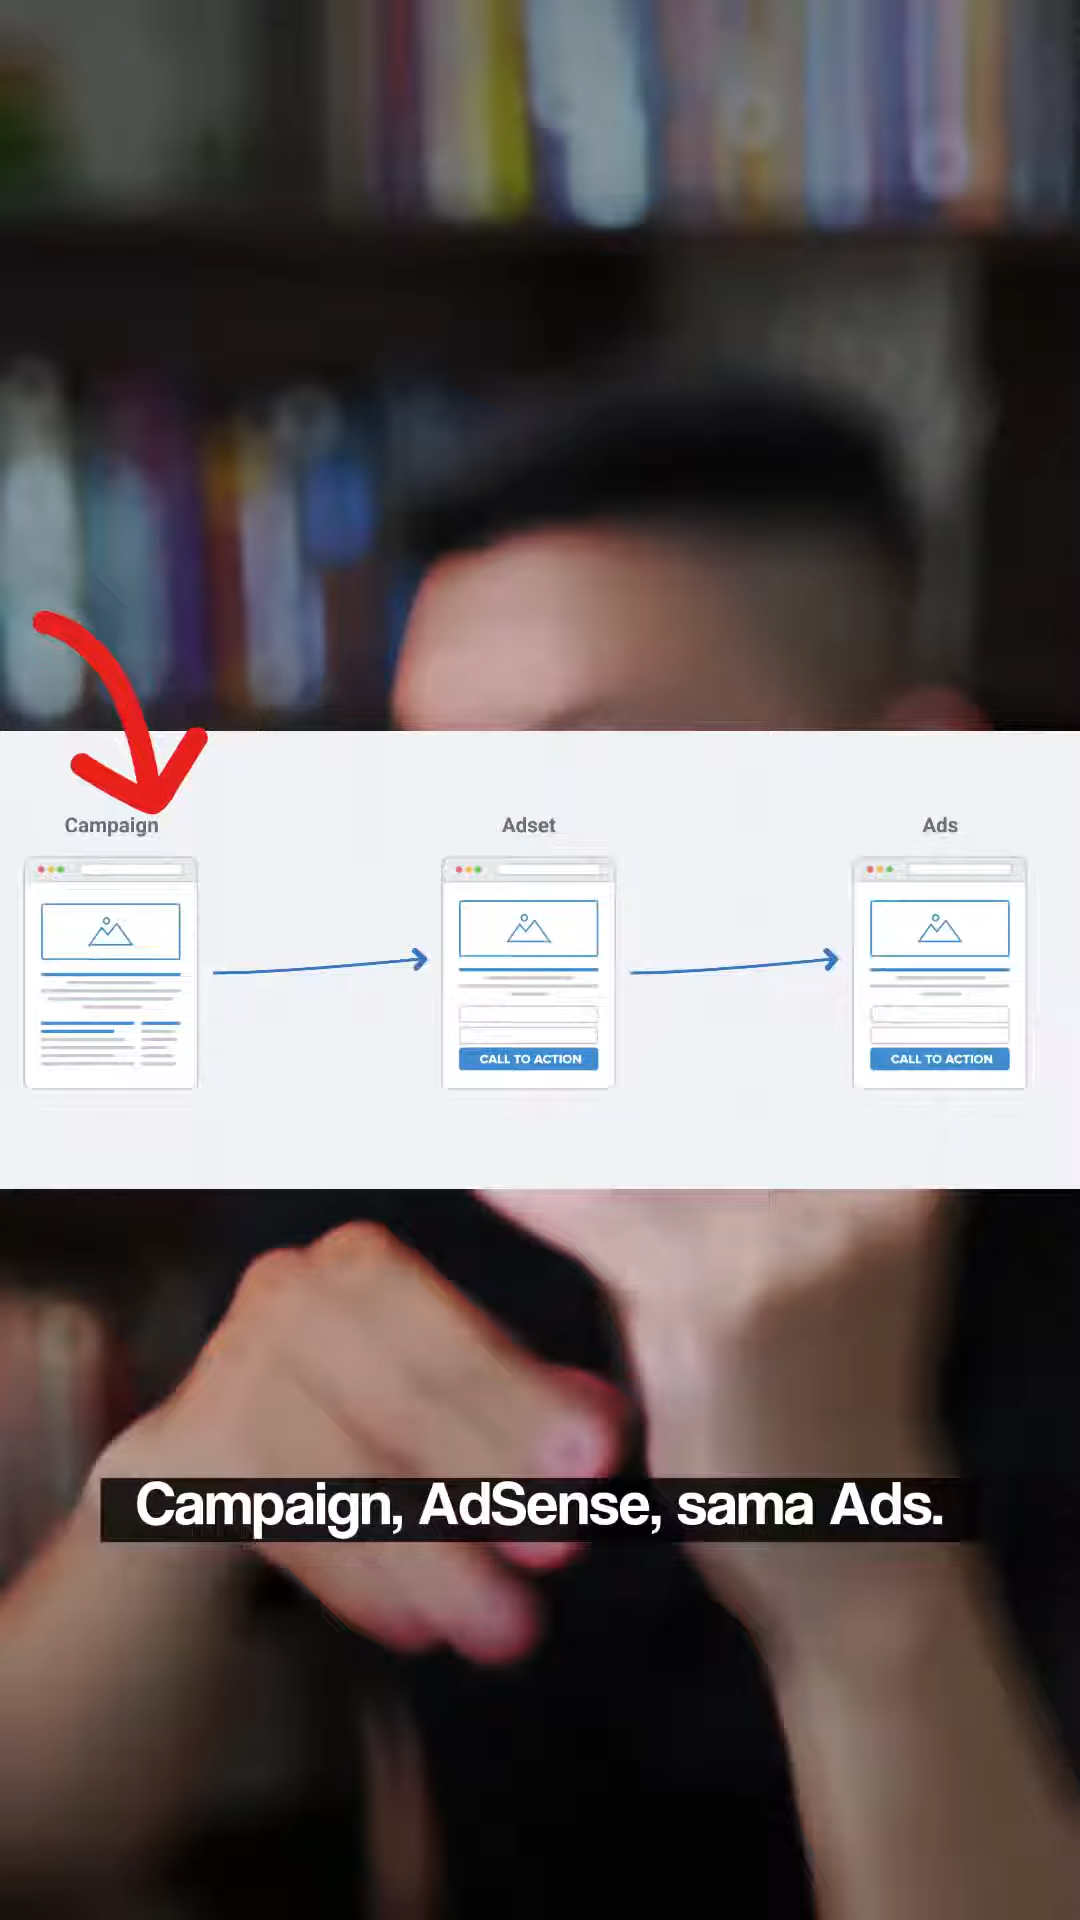 Campaign
Adset
Ads
CALL TO ACTION
CALL TO ACTION
Campaign, AdSense, sama Ads.